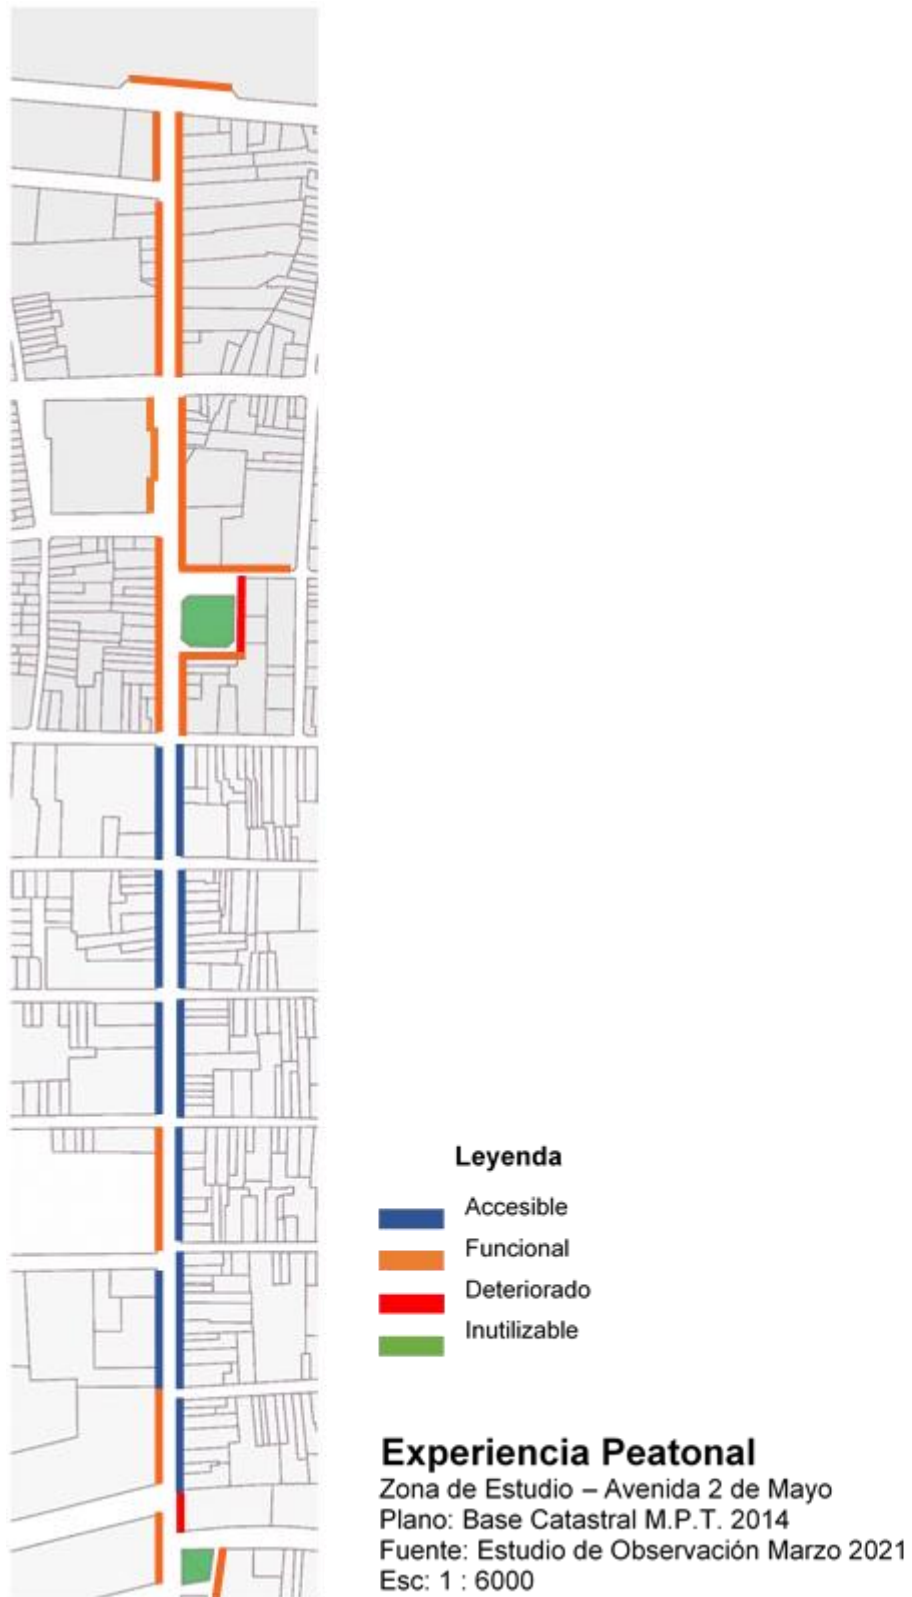 Leyenda
Accesible
Funcional
Deteriorado
Inutilizable
Experiencia Peatonal
Zona de Estudio – Avenida 2 de Mayo
Plano: Base Catastral M.P.T. 2014
Fuente: Estudio de Observación Marzo 2021
Esc: 1 : 6000